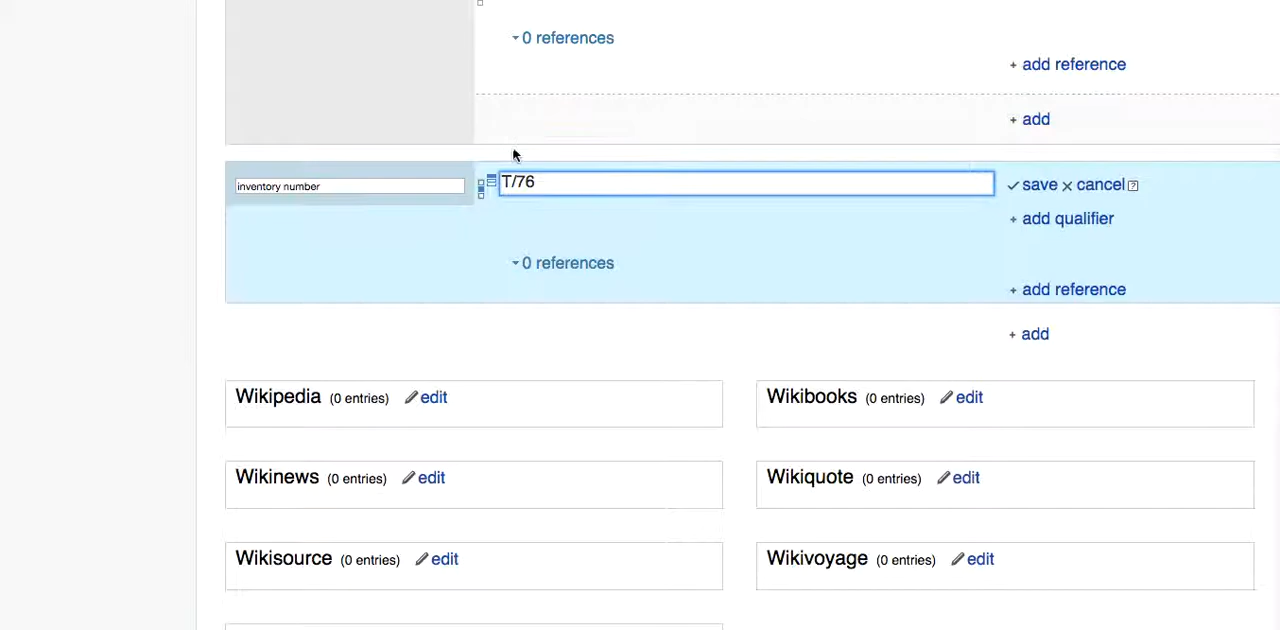 0 references
+ add reference
+ add
inventory number T/76 save cancel ?
+ add qualifier
0 references
+ add reference
+ add
Wikipedia (0 entries) edit Wikibooks (0 entries) edit
Wikinews (0 entries) edit Wikiquote (0 entries) edit
Wikisource (0 entries) edit Wikivoyage (0 entries) edit